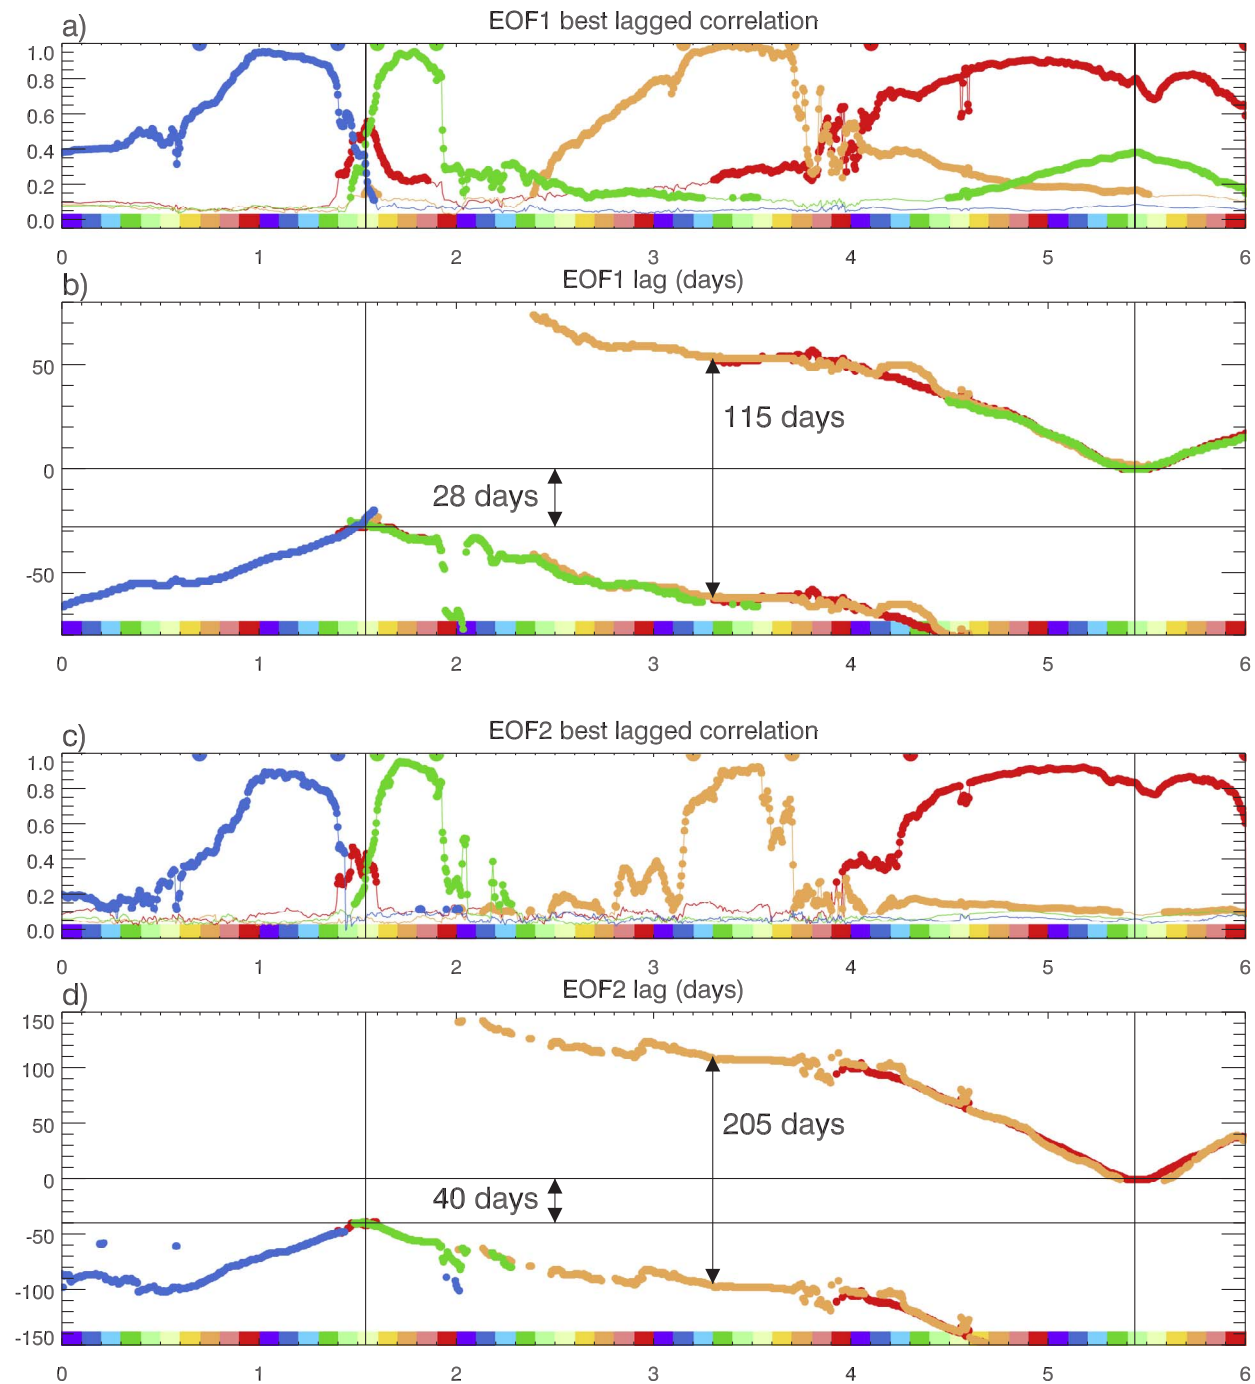 a)
EOF1 best lagged correlation
1.0
0.8
0.6
0.4
0.2
0.0
0 1 2 3 4 5 6
b)
EOF1 lag (days)
50
115 days
0
28 days
-50
0 1 2 3 4 5 6
c)
EOF2 best lagged correlation
1.0
0.8
0.6
0.4
0.2
0.0
0 1 2 3 4 5 6
d)
EOF2 lag (days)
150
100
50
205 days
0
40 days
-50
-100
-150
0 1 2 3 4 5 6